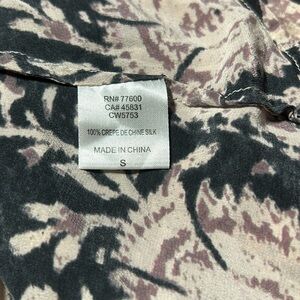 RN# 77600
CA# 45831
CW5753
100% CREPE DE CHINE SILK
MADE IN CHINA
S